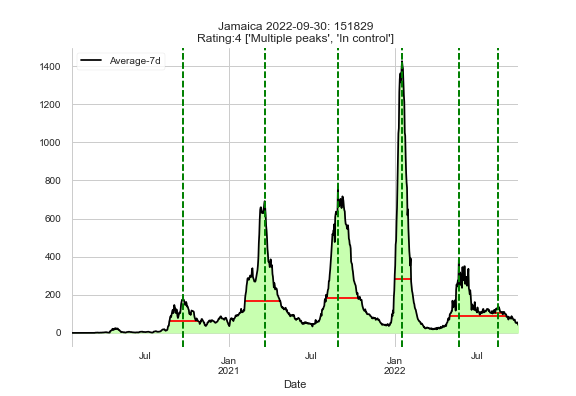 Jamaica 2022-09-30: 151829
Rating:4 ['Multiple peaks', 'In control']
Average-7d
1400
1200
1000
800
600
400
200
0
Jul
Jan
2021
Jul
Jan
2022
Jul
Date